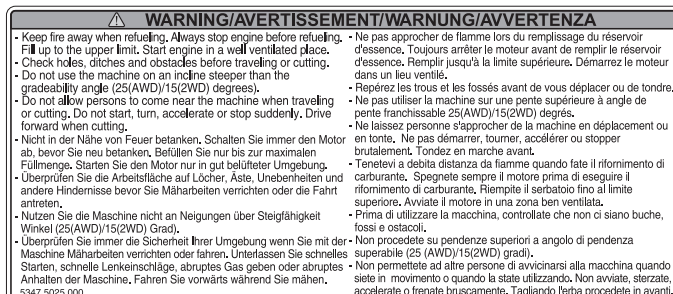 ⚠ WARNING/AVERTISSEMENT/WARNUNG/AVVERTENZA
- Keep fire away when refueling. Always stop engine before refueling.
Fill up to the upper limit. Start engine in a well ventilated place.
- Check holes, ditches and obstacles before traveling or cutting.
- Do not use the machine on an incline steeper than the
gradeability angle (25(AWD)/15(2WD) degrees).
- Do not allow persons to come near the machine when traveling
or cutting. Do not start, turn, accelerate or stop suddenly. Drive
forward when cutting.
- Nicht in der Nähe von Feuer betanken. Schalten Sie immer den Motor
ab, bevor Sie neu betanken. Befüllen Sie nur bis zur maximalen
Füllmenge. Starten Sie den Motor nur in gut belüfteter Umgebung.
- Überprüfen Sie die Arbeitsfläche auf Löcher, Äste, Unebenheiten und
andere Hindernisse bevor Sie Mäharbeiten verrichten oder die Fahrt
antreten.
- Nutzen Sie die Maschine nicht an Neigungen über Steigfähigkeit
Winkel (25(AWD)/15(2WD) Grad).
- Überprüfen Sie immer die Sicherheit Ihrer Umgebung wenn Sie mit der
Maschine Mäharbeiten verrichten oder fahren. Unterlassen Sie schnelles
Starten, schnelle Lenkeinschläge, abruptes Gas geben oder abruptes
Anhalten der Maschine. Fahren Sie vorwärts während Sie mähen.
5347 5025 000
- Ne pas approcher de flamme lors du remplissage du réservoir
d'essence. Toujours arrêter le moteur avant de remplir le réservoir
d'essence. Remplir jusqu'à la limite supérieure. Démarrez le moteur
dans un lieu ventilé.
- Repérez les trous et les fossés avant de vous déplacer ou de tondre.
- Ne pas utiliser la machine sur une pente supérieure à angle de
pente franchissable 25(AWD)/15(2WD) degrés.
- Ne laissez personne s'approcher de la machine en déplacement ou
en tonte. Ne pas démarrer, tourner, accélérer ou stopper
brutalement. Tondez en marche avant.
- Tenetevi a debita distanza da fiamme quando fate il rifornimento di
carburante. Spegnete sempre il motore prima di eseguire il
rifornimento di carburante. Riempite il serbatoio fino al limite
superiore. Avviate il motore in una zona ben ventilata.
- Prima di utilizzare la macchina, controllate che non ci siano buche,
fossi e ostacoli.
- Non procedete su pendenze superiori a angolo di pendenza
superabile (25 (AWD)/15(2WD) gradi).
- Non permettete ad altre persone di avvicinarsi alla macchina quando
siete in movimento o quando la state utilizzando. Non avviate, sterzate,
accelerate o frenate bruscamente. Tagliando l'erba procedete in avanti.